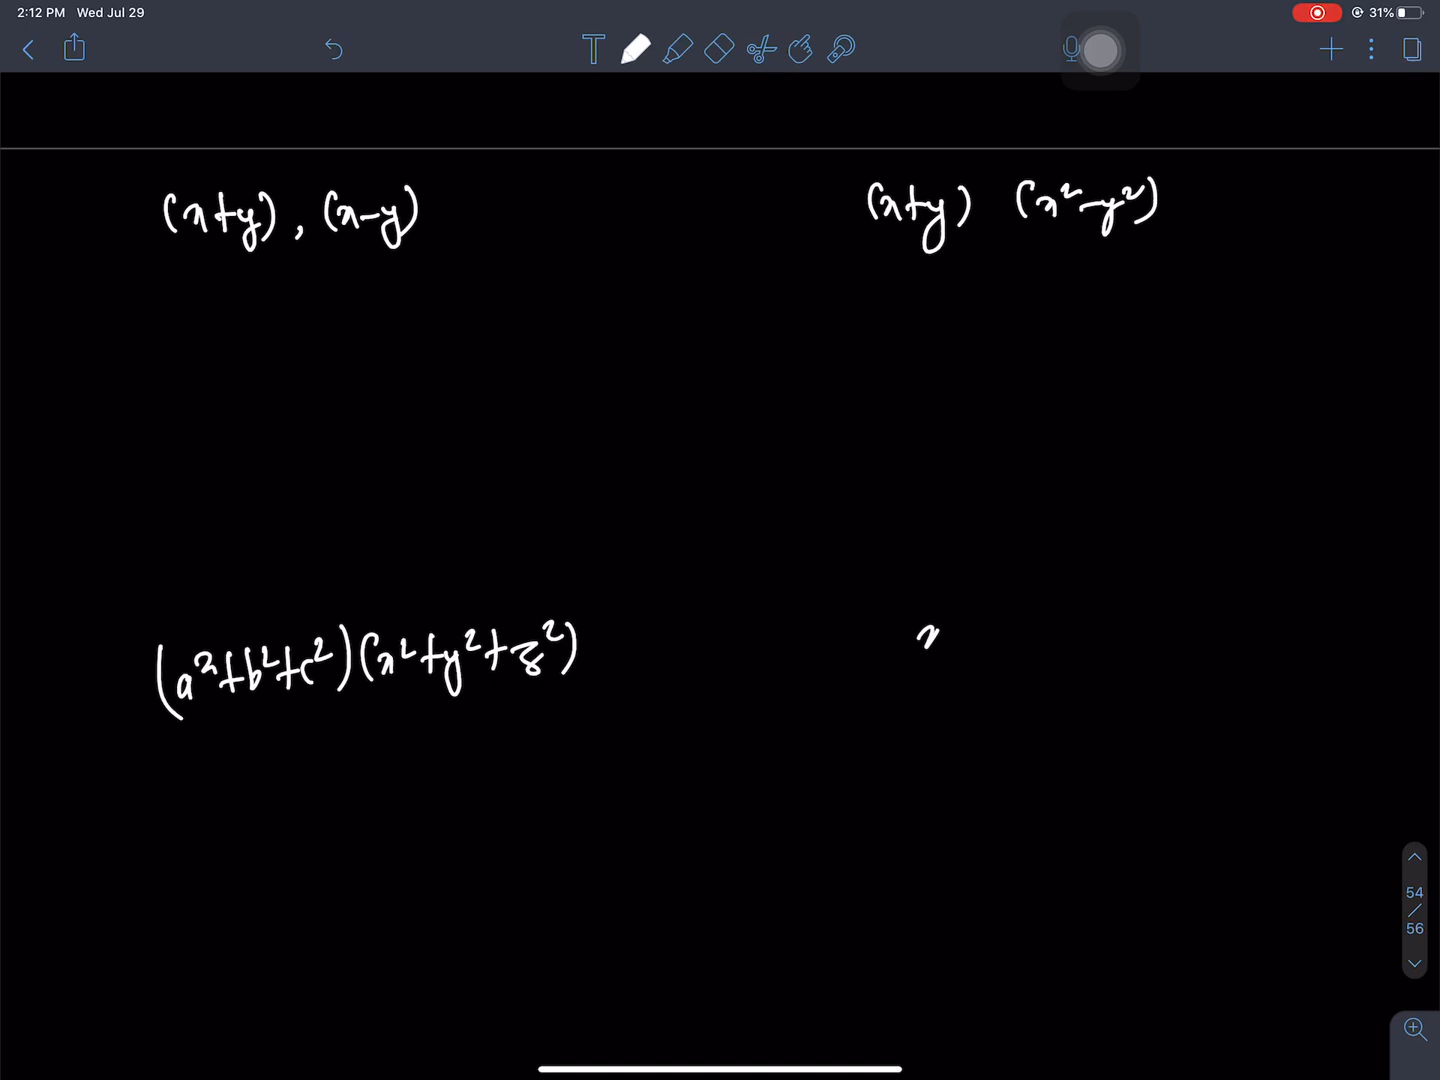 2:12 PM Wed Jul 29
31%
T
(x+y), (x-y)
(x+y) (x²-y²)
(a²+b²+c²)(x²+y²+z²)
x
54
/
56